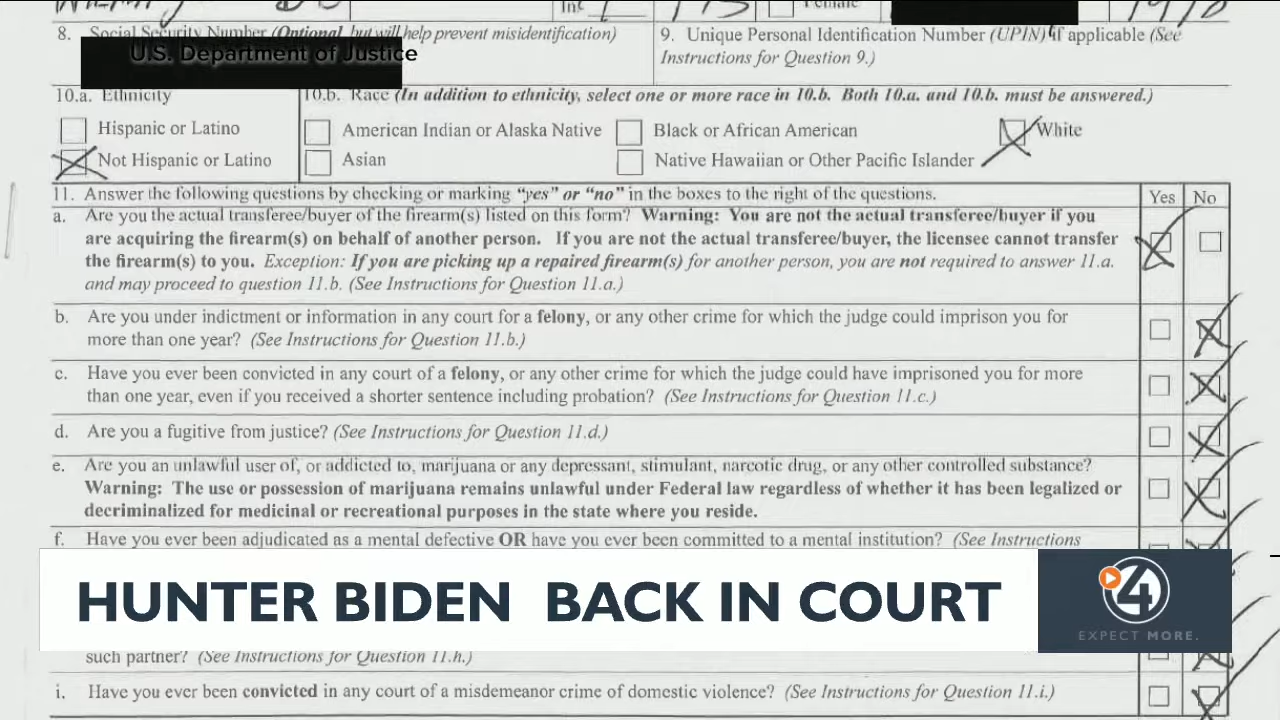 8. Social Security Number (Optional, but will help prevent misidentification)
U.S. Department of Justice
9. Unique Personal Identification Number (UPIN) if applicable (See
Instructions for Question 9.)
10.a. Ethnicity
Hispanic or Latino
Not Hispanic or Latino
10.b. Race (In addition to ethnicity, select one or more race in 10.b. Both 10.a. and 10.b. must be answered.)
American Indian or Alaska Native
Black or African American
White
Asian
Native Hawaiian or Other Pacific Islander
11. Answer the following questions by checking or marking “yes” or “no” in the boxes to the right of the questions.
Yes No
a. Are you the actual transferee/buyer of the firearm(s) listed on this form? Warning: You are not the actual transferee/buyer if you
are acquiring the firearm(s) on behalf of another person. If you are not the actual transferee/buyer, the licensee cannot transfer
the firearm(s) to you. Exception: If you are picking up a repaired firearm(s) for another person, you are not required to answer 11.a.
and may proceed to question 11.b. (See Instructions for Question 11.a.)
b. Are you under indictment or information in any court for a felony, or any other crime for which the judge could imprison you for
more than one year? (See Instructions for Question 11.b.)
c. Have you ever been convicted in any court of a felony, or any other crime for which the judge could have imprisoned you for more
than one year, even if you received a shorter sentence including probation? (See Instructions for Question 11.c.)
d. Are you a fugitive from justice? (See Instructions for Question 11.d.)
e. Are you an unlawful user of, or addicted to, marijuana or any depressant, stimulant, narcotic drug, or any other controlled substance?
Warning: The use or possession of marijuana remains unlawful under Federal law regardless of whether it has been legalized or
decriminalized for medicinal or recreational purposes in the state where you reside.
f. Have you ever been adjudicated as a mental defective OR have you ever been committed to a mental institution? (See Instructions
HUNTER BIDEN BACK IN COURT
4
EXPECT MORE.
such partner? (See Instructions for Question 11.h.)
i. Have you ever been convicted in any court of a misdemeanor crime of domestic violence? (See Instructions for Question 11.i.)